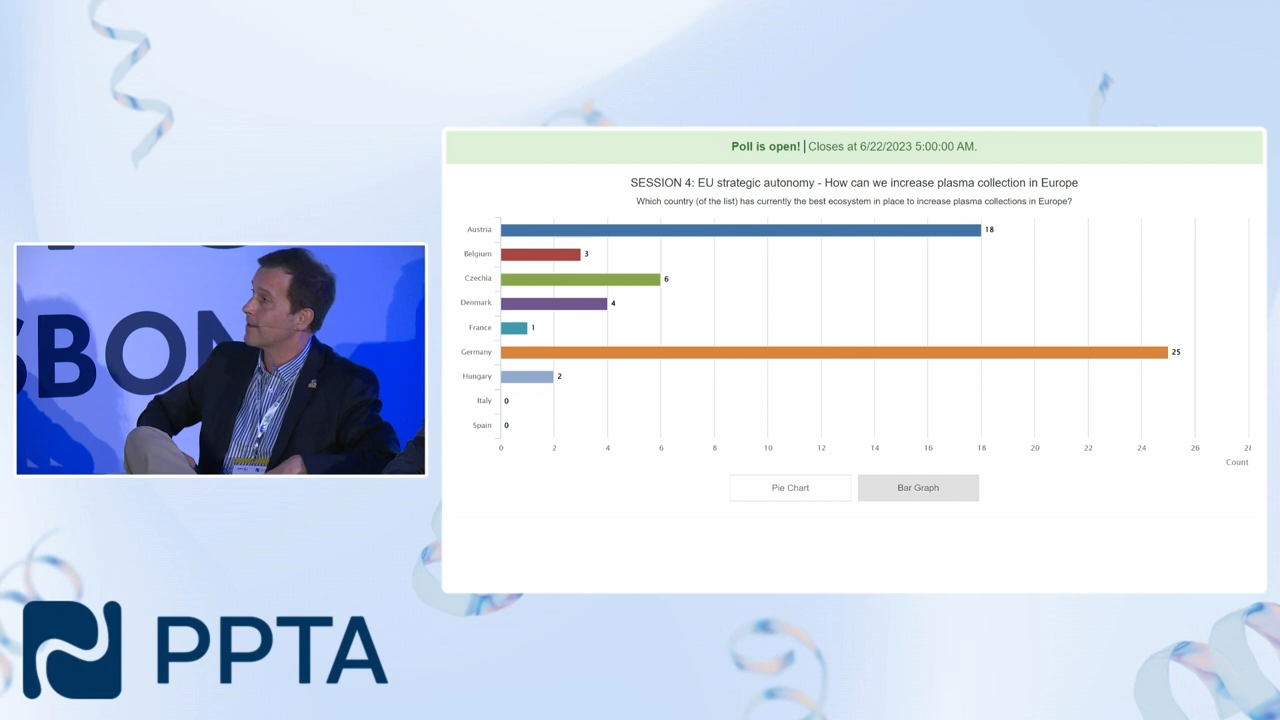 Poll is open! | Closes at 6/22/2023 5:00:00 AM.
SESSION 4: EU strategic autonomy - How can we increase plasma collection in Europe
Which country (of the list) has currently the best ecosystem in place to increase plasma collections in Europe?
Austria 18
Belgium 3
Czechia 6
Denmark 4
France 1
Germany 25
Hungary 2
Italy 0
Spain 0
0 2 4 6 8 10 12 14 16 18 20 22 24 26
Count
Pie Chart Bar Graph
SBON
PPTA